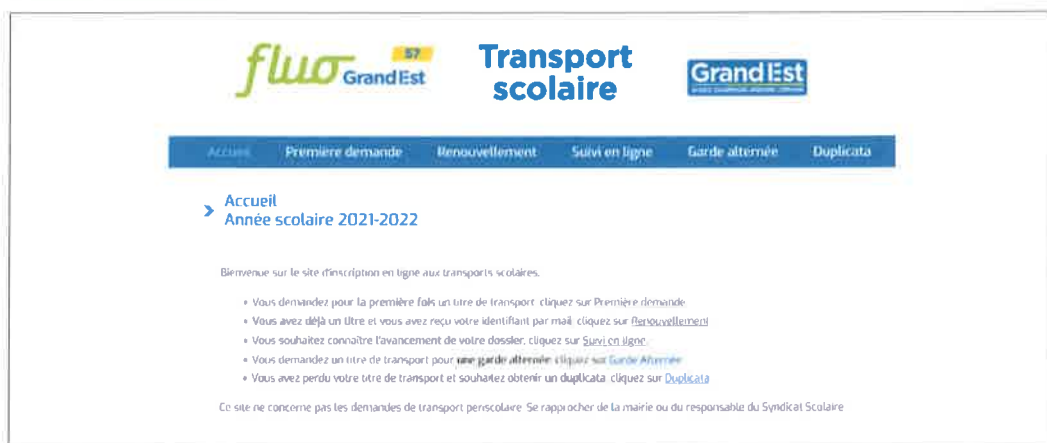 fluo GrandEst 57
Transport scolaire
Grand Est
Accueil Première demande Renouvellement Suivi en ligne Garde alternée Duplicata
Accueil
Année scolaire 2021-2022
Bienvenue sur le site d'inscription en ligne aux transports scolaires.
• Vous demandez pour la première fois un titre de transport cliquez sur Première demande
• Vous avez déjà un titre et vous avez reçu votre identifiant par mail cliquez sur Renouvellement
• Vous souhaitez connaître l'avancement de votre dossier, cliquez sur Suivi en ligne.
• Vous demandez un titre de transport pour une garde alternée cliquez sur Garde Alternée
• Vous avez perdu votre titre de transport et souhaitez obtenir un duplicata cliquez sur Duplicata
Ce site ne concerne pas les demandes de transport periscolaire. Se rapprocher de la mairie ou du responsable du Syndicat Scolaire